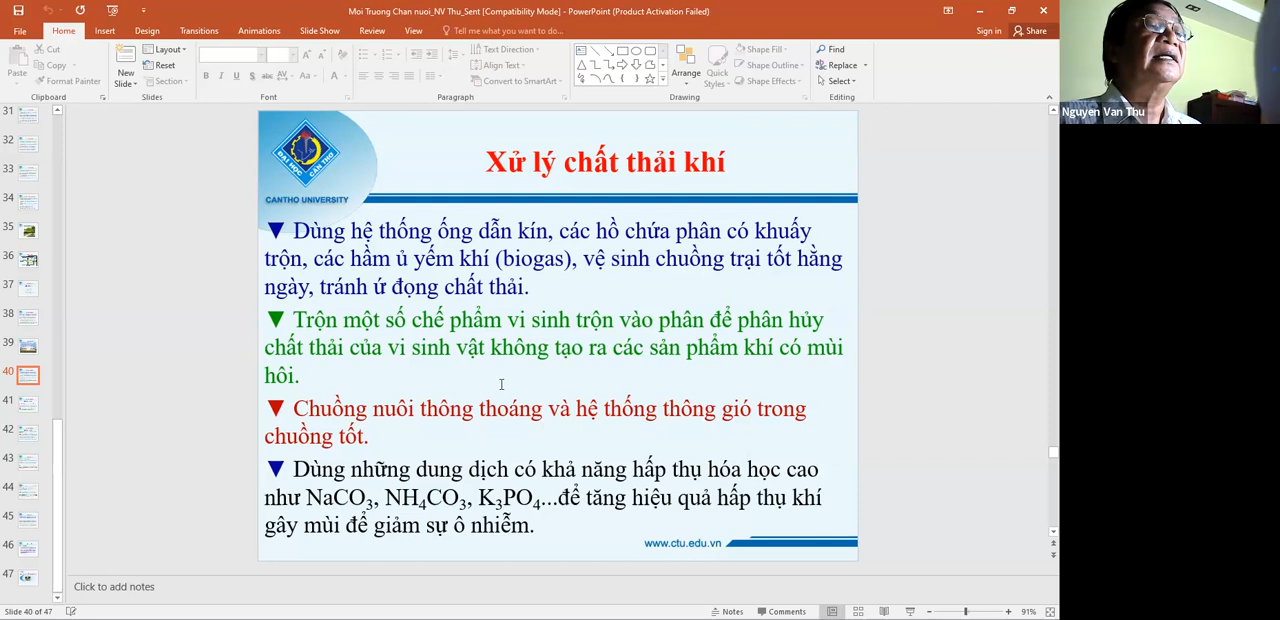 Moi Truong Chan nuoi_NV Thu_Sent [Compatibility Mode] - PowerPoint (Product Activation Failed)
File Home Insert Design Transitions Animations Slide Show Review View Tell me what you want to do... Sign in Share
Cut
Copy
Format Painter
Paste
Clipboard
New
Slide
Layout
Reset
Section
Slides
B I U S abc AV Aa A
Font
Text Direction
Align Text
Convert to SmartArt
Paragraph
Arrange
Quick
Styles
Shape Fill
Shape Outline
Shape Effects
Drawing
Find
Replace
Select
Editing
Nguyen Van Thu
31
32
33
34
35
36
37
38
39
40
41
42
43
44
45
46
47
ĐẠI HỌC CẦN THƠ
CANTHO UNIVERSITY
Xử lý chất thải khí
▼ Dùng hệ thống ống dẫn kín, các hồ chứa phân có khuấy
trộn, các hầm ủ yếm khí (biogas), vệ sinh chuồng trại tốt hằng
ngày, tránh ứ đọng chất thải.
▼ Trộn một số chế phẩm vi sinh trộn vào phân để phân hủy
chất thải của vi sinh vật không tạo ra các sản phẩm khí có mùi
hôi.
▼ Chuồng nuôi thông thoáng và hệ thống thông gió trong
chuồng tốt.
▼ Dùng những dung dịch có khả năng hấp thụ hóa học cao
như NaCO₃, NH₄CO₃, K₃PO₄...để tăng hiệu quả hấp thụ khí
gây mùi để giảm sự ô nhiễm.
www.ctu.edu.vn
Click to add notes
Slide 40 of 47
Notes Comments 91%